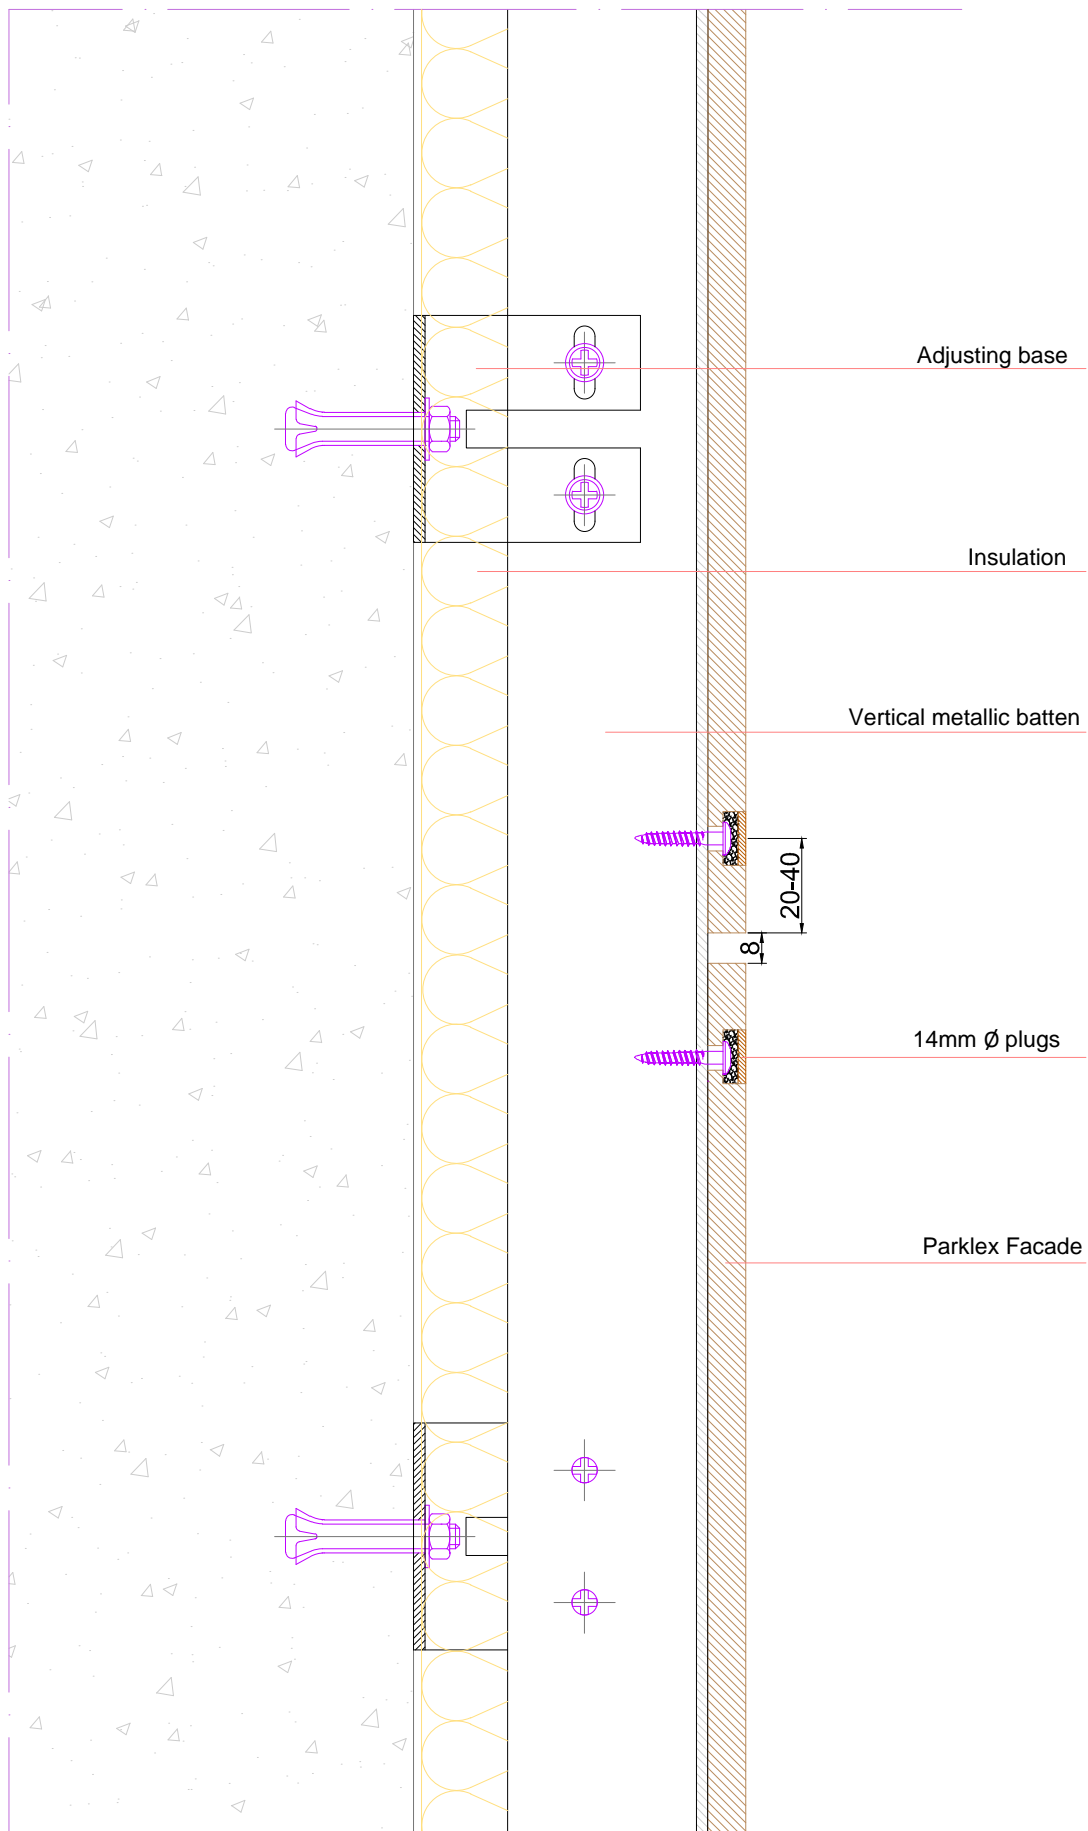 Adjusting base
Insulation
Vertical metallic batten
20-40
8
14mm Ø plugs
Parklex Facade